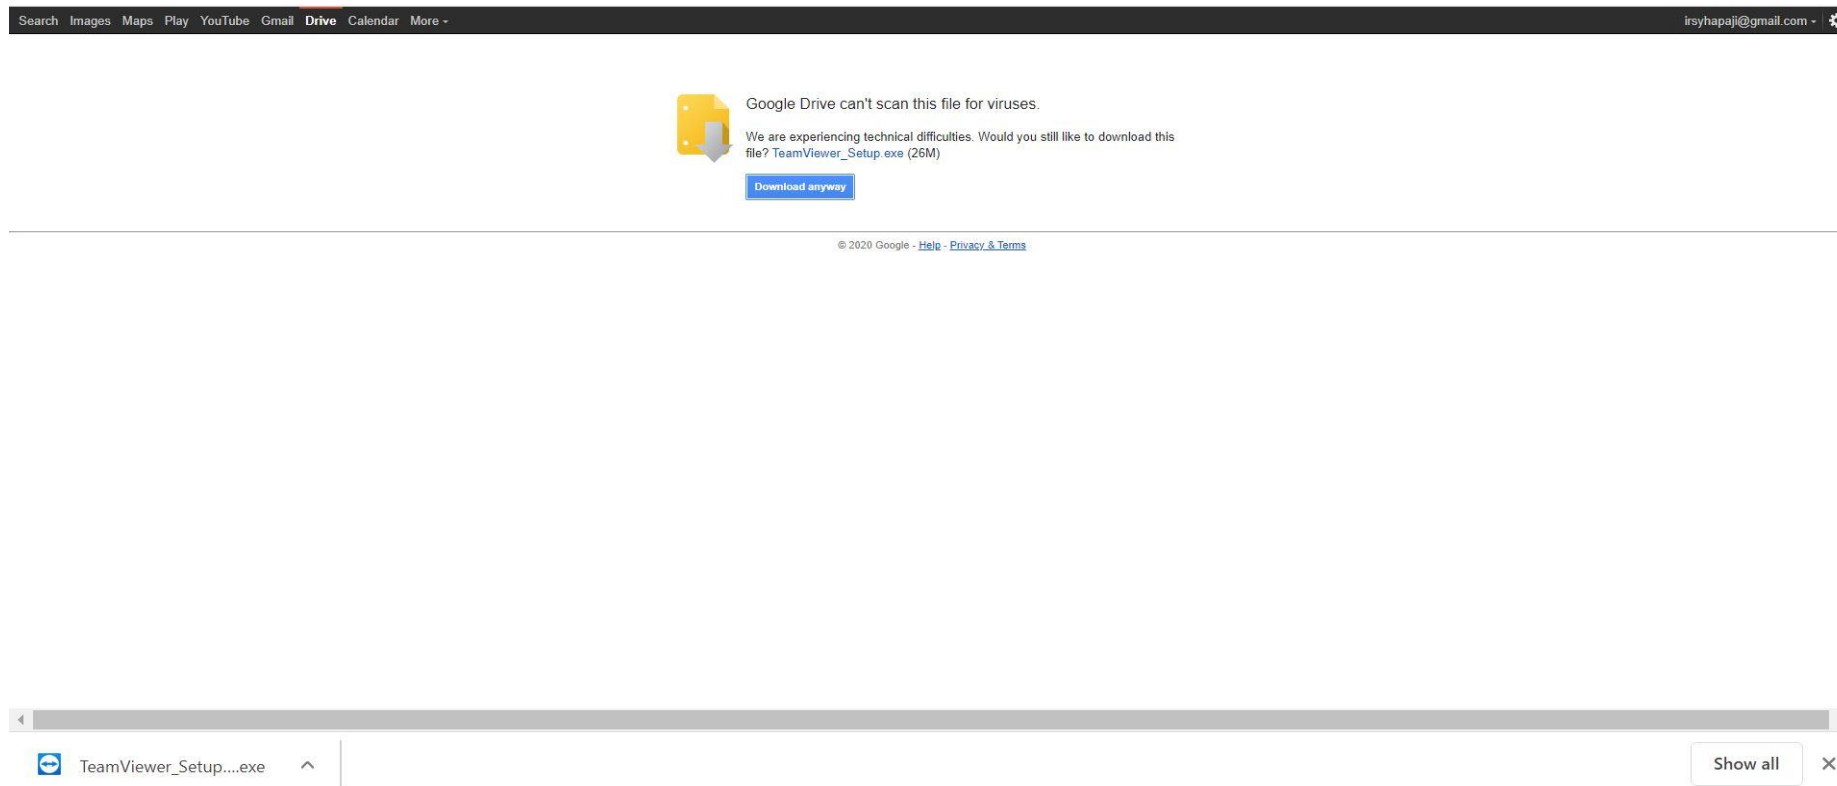 Search Images Maps Play YouTube Gmail Drive Calendar More
irsyhapaji@gmail.com
Google Drive can't scan this file for viruses.
We are experiencing technical difficulties. Would you still like to download this
file? TeamViewer_Setup.exe (26M)
Download anyway
© 2020 Google - Help - Privacy & Terms
TeamViewer_Setup....exe
Show all